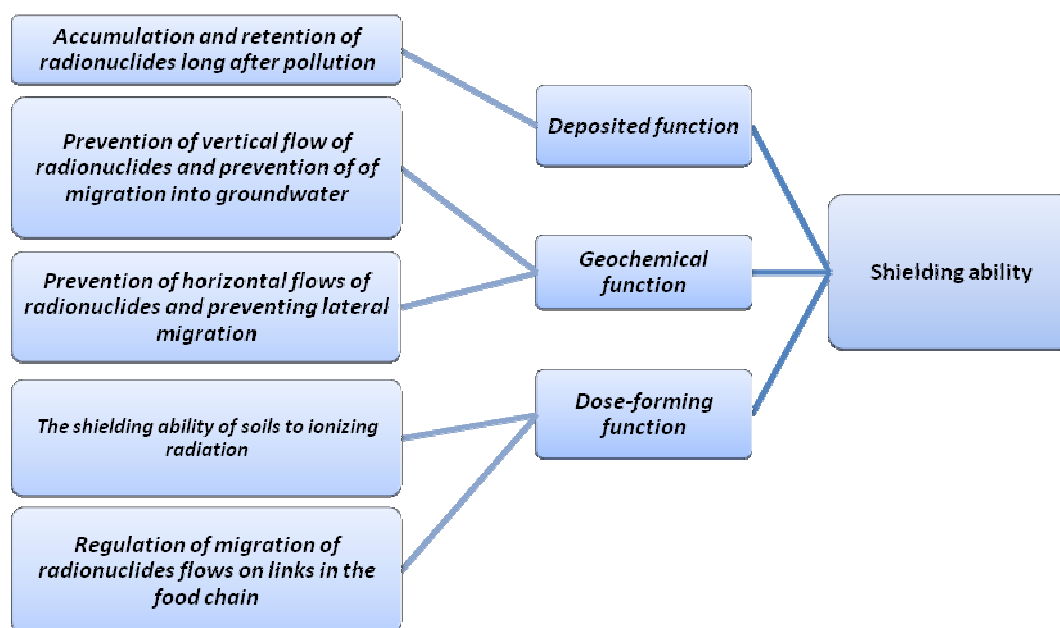 Accumulation and retention of
radionuclides long after pollution
Prevention of vertical flow of
radionuclides and prevention of of
migration into groundwater
Prevention of horizontal flows of
radionuclides and preventing lateral
migration
The shielding ability of soils to ionizing
radiation
Regulation of migration of
radionuclides flows on links in the
food chain
Deposited function
Geochemical
function
Dose-forming
function
Shielding ability